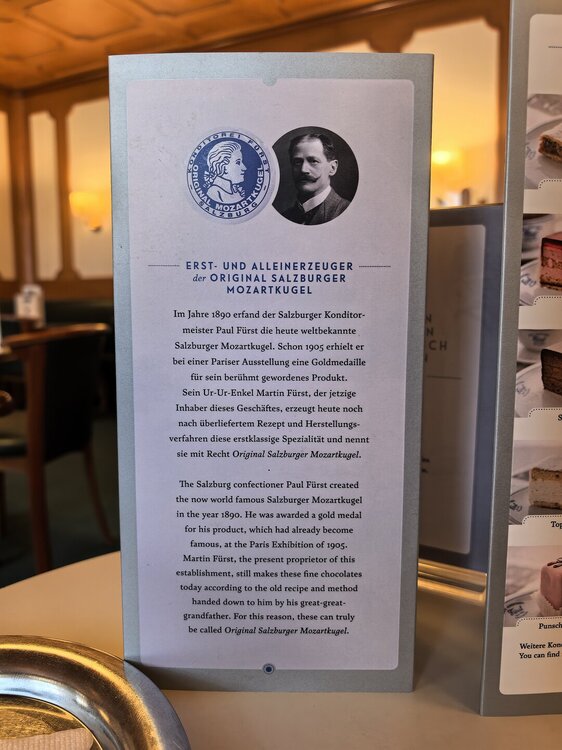 KONDITOREI FÜRST
ORIGINAL MOZARTKUGEL
SALZBURG
ERST- UND ALLEINERZEUGER
der ORIGINAL SALZBURGER
MOZARTKUGEL
Im Jahre 1890 erfand der Salzburger Konditor-
meister Paul Fürst die heute weltbekannte
Salzburger Mozartkugel. Schon 1905 erhielt er
bei einer Pariser Ausstellung eine Goldmedaille
für sein berühmt gewordenes Produkt.
Sein Ur-Ur-Enkel Martin Fürst, der jetzige
Inhaber dieses Geschäftes, erzeugt heute noch
nach überliefertem Rezept und Herstellungs-
verfahren diese erstklassige Spezialität und nennt
sie mit Recht Original Salzburger Mozartkugel.
The Salzburg confectioner Paul Fürst created
the now world famous Salzburger Mozartkugel
in the year 1890. He was awarded a gold medal
for his product, which had already become
famous, at the Paris Exhibition of 1905.
Martin Fürst, the present proprietor of this
establishment, still makes these fine chocolates
today according to the old recipe and method
handed down to him by his great-great-
grandfather. For this reason, these can truly
be called Original Salzburger Mozartkugel.
Top
Punsch
Weitere Kon
You can find